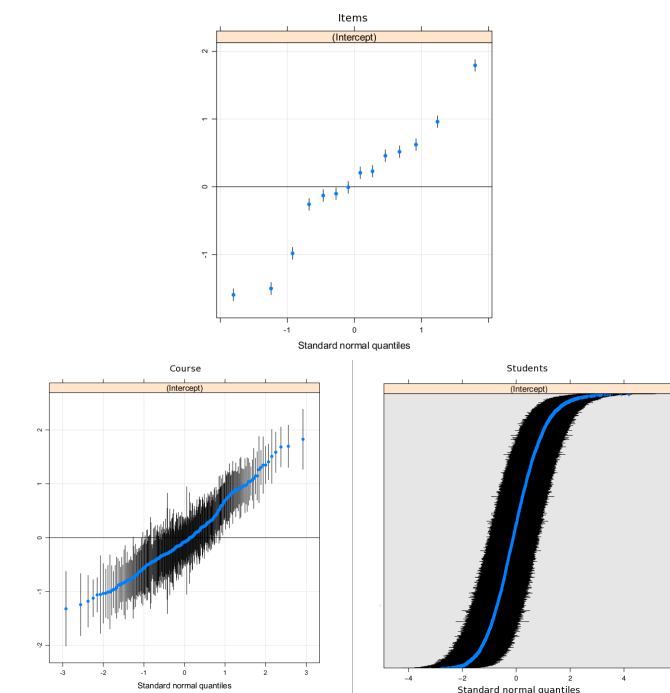 Items
(Intercept)
2
1
0
-1
-1 0 1
Standard normal quantiles
Course
(Intercept)
2
1
0
-1
-2
-3 -2 -1 0 1 2 3
Standard normal quantiles
Students
(Intercept)
-4 -2 0 2 4
Standard normal quantiles